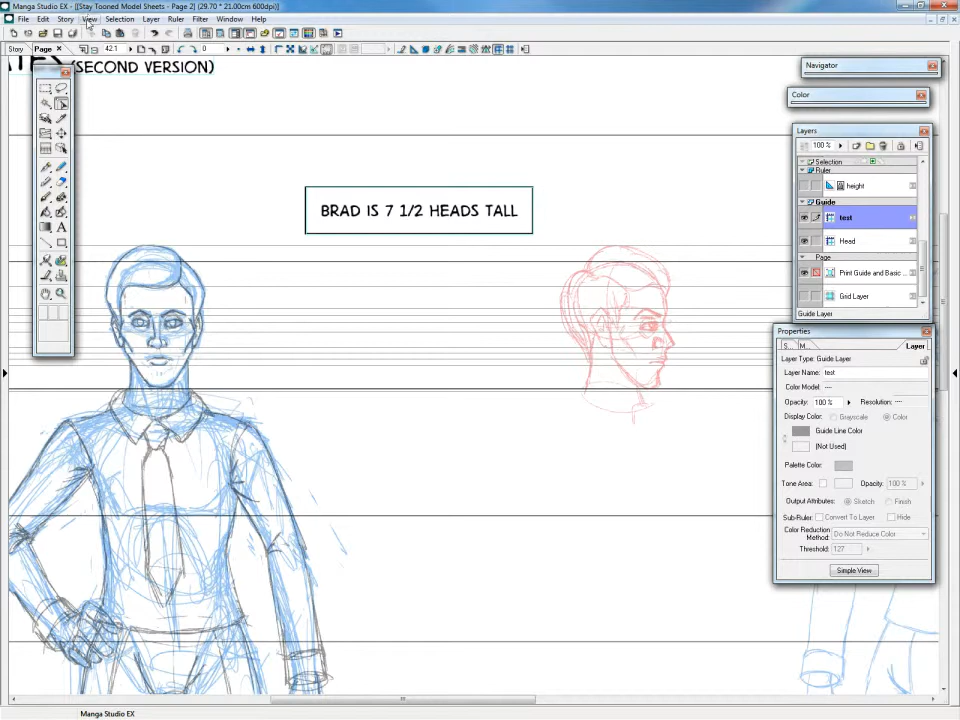 Manga Studio EX - [[Stay Tooned Model Sheets - Page 2] (29.70 * 21.00cm 600dpi)]
File Edit Story View Selection Layer Ruler Filter Window Help
0
Story Page 42.1 0
(SECOND VERSION)
BRAD IS 7 1/2 HEADS TALL
Navigator
Color
Layers
100 %
Selection
Ruler
height
Guide
test
Head
Page
Print Guide and Basic ...
Grid Layer
Guide Layer
Properties
S... M... Layer
Layer Type: Guide Layer
Layer Name: test
Color Model: ---
Opacity: 100 % Resolution: ---
Display Color: Grayscale Color
Guide Line Color
(Not Used)
Palette Color:
Tone Area: Opacity: 100 %
Output Attributes: Sketch Finish
Sub-Ruler: Convert To Layer Hide
Color Reduction Method: Do Not Reduce Color
Threshold: 127
Simple View
Manga Studio EX